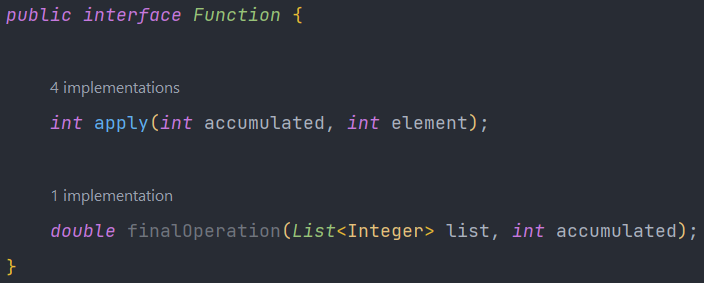 public interface Function {
4 implementations
int apply(int accumulated, int element);
1 implementation
double finalOperation(List<Integer> list, int accumulated);
}